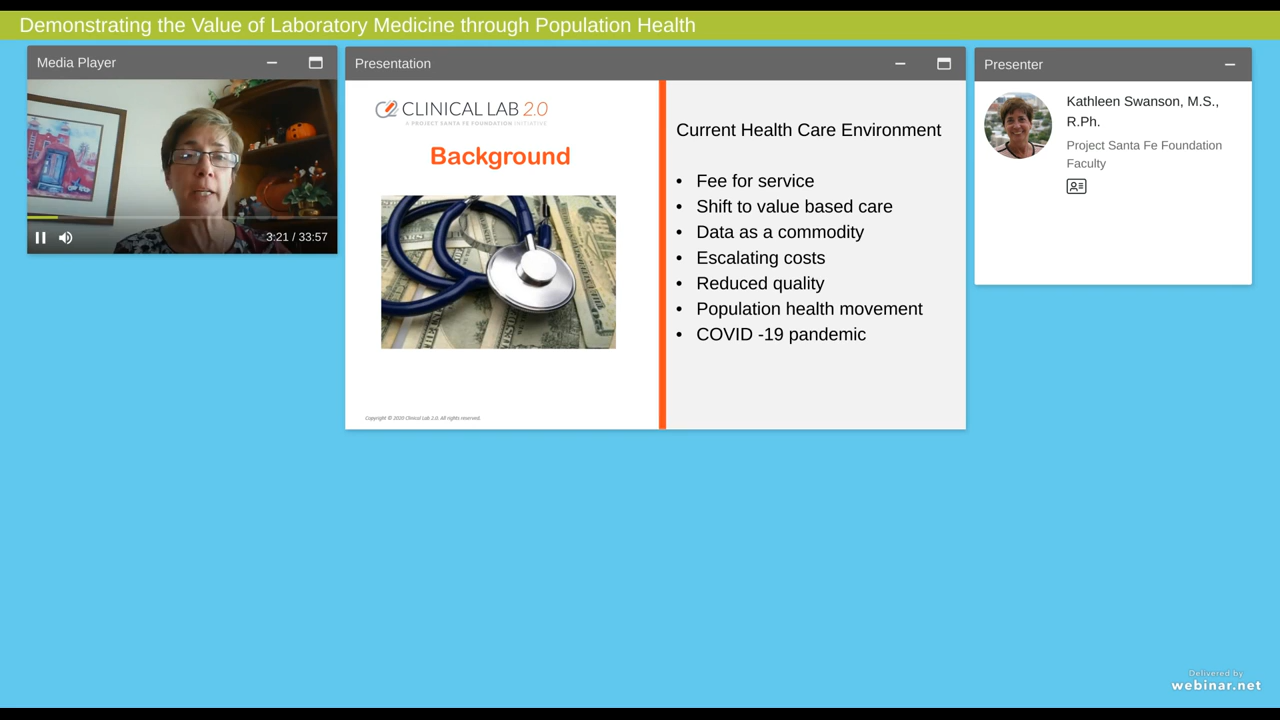 Demonstrating the Value of Laboratory Medicine through Population Health
Media Player
3:21 / 33:57
Presentation
CLINICAL LAB 2.0
A PROJECT SANTA FE FOUNDATION INITIATIVE
Background
Copyright © 2020 Clinical Lab 2.0. All rights reserved.
Current Health Care Environment
• Fee for service
• Shift to value based care
• Data as a commodity
• Escalating costs
• Reduced quality
• Population health movement
• COVID -19 pandemic
Presenter
Kathleen Swanson, M.S.,
R.Ph.
Project Santa Fe Foundation
Faculty
Delivered by
webinar.net